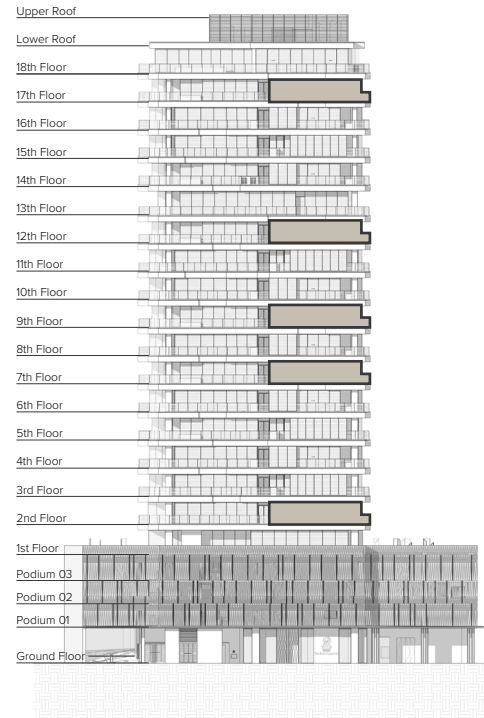 Upper Roof
Lower Roof
18th Floor
17th Floor
16th Floor
15th Floor
14th Floor
13th Floor
12th Floor
11th Floor
10th Floor
9th Floor
8th Floor
7th Floor
6th Floor
5th Floor
4th Floor
3rd Floor
2nd Floor
1st Floor
Podium 03
Podium 02
Podium 01
Ground Floor